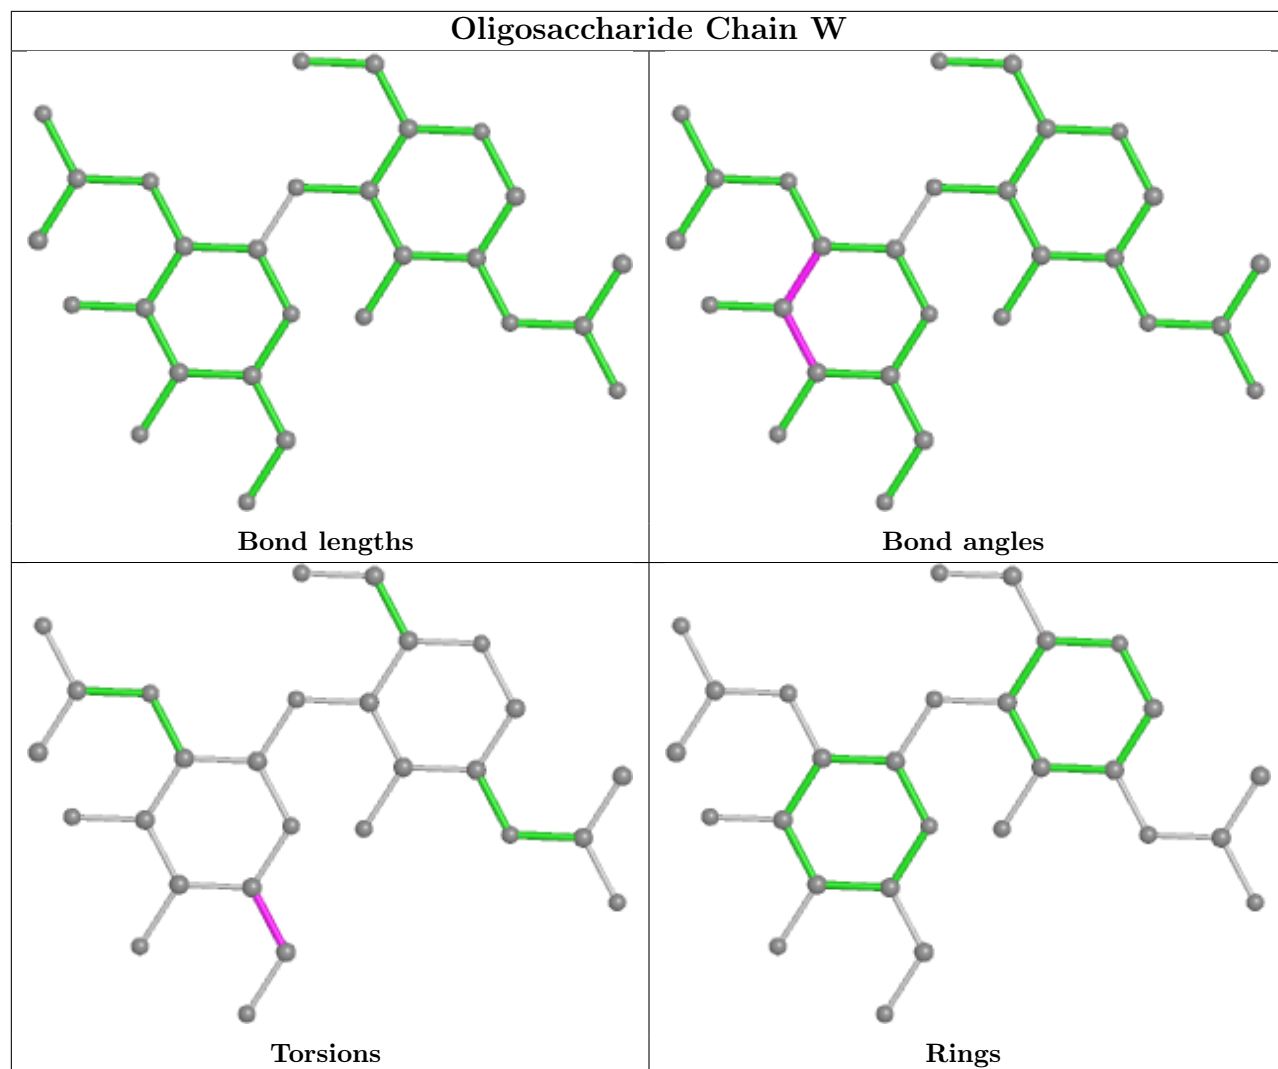 Oligosaccharide Chain W
Bond lengths
Bond angles
Torsions
Rings